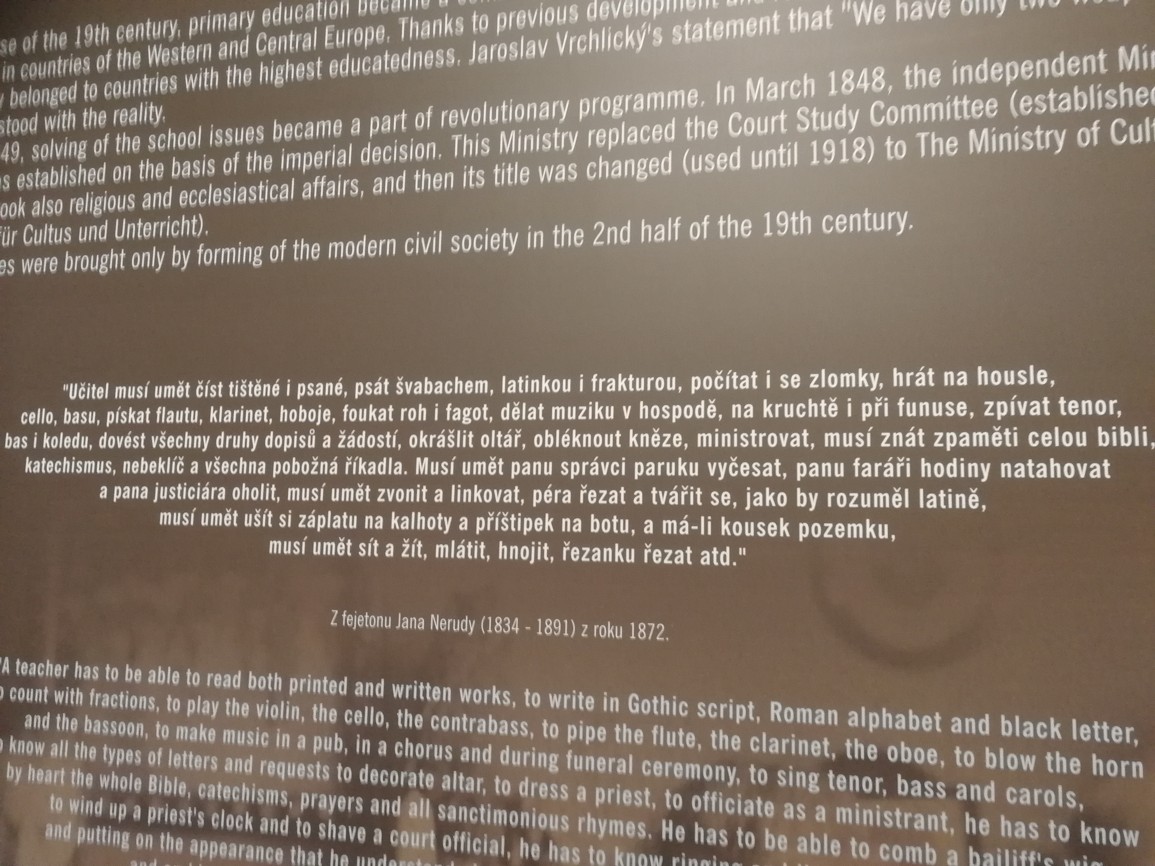 of the 19th century, primary education became a
in countries of the Western and Central Europe. Thanks to previous development
belonged to countries with the highest educatedness. Jaroslav Vrchlický's statement that "We have only two
stood with the reality.
49, solving of the school issues became a part of revolutionary programme. In March 1848, the independent
established on the basis of the imperial decision. This Ministry replaced the Court Study Committee (established
ook also religious and ecclesiastical affairs, and then its title was changed (used until 1918) to The Ministry of Cult
für Cultus und Unterricht).
es were brought only by forming of the modern civil society in the 2nd half of the 19th century.
"Učitel musí umět číst tištěné i psané, psát švabachem, latinkou i frakturou, počítat i se zlomky, hrát na housle,
cello, basu, pískat flautu, klarinet, hoboje, foukat roh i fagot, dělat muziku v hospodě, na kruchtě i při funuse, zpívat tenor,
bas i koledu, dovést všechny druhy dopisů a žádostí, okrášlit oltář, obléknout kněze, ministrovat, musí znát zpaměti celou bibli,
katechismus, nebeklíč a všechna pobožná říkadla. Musí umět panu správci paruku vyčesat, panu faráři hodiny natahovat
a pana justiciára oholit, musí umět zvonit a linkovat, péra řezat a tvářit se, jako by rozuměl latině,
musí umět ušít si záplatu na kalhoty a příštipek na botu, a má-li kousek pozemku,
musí umět sít a žít, mlátit, hnojit, řezanku řezat atd."
Z fejetonu Jana Nerudy (1834 - 1891) z roku 1872.
"A teacher has to be able to read both printed and written works, to write in Gothic script, Roman alphabet and black letter,
count with fractions, to play the violin, the cello, the contrabass, to pipe the flute, the clarinet, the oboe, to blow the horn
and the bassoon, to make music in a pub, in a chorus and during funeral ceremony, to sing tenor, bass and carols,
know all the types of letters and requests to decorate altar, to dress a priest, to officiate as a ministrant, he has to know
by heart the whole Bible, catechisms, prayers and all sanctimonious rhymes. He has to be able to comb a bailiff's
to wind up a priest's clock and to shave a court official, he has to know ringing
and putting on the appearance that he